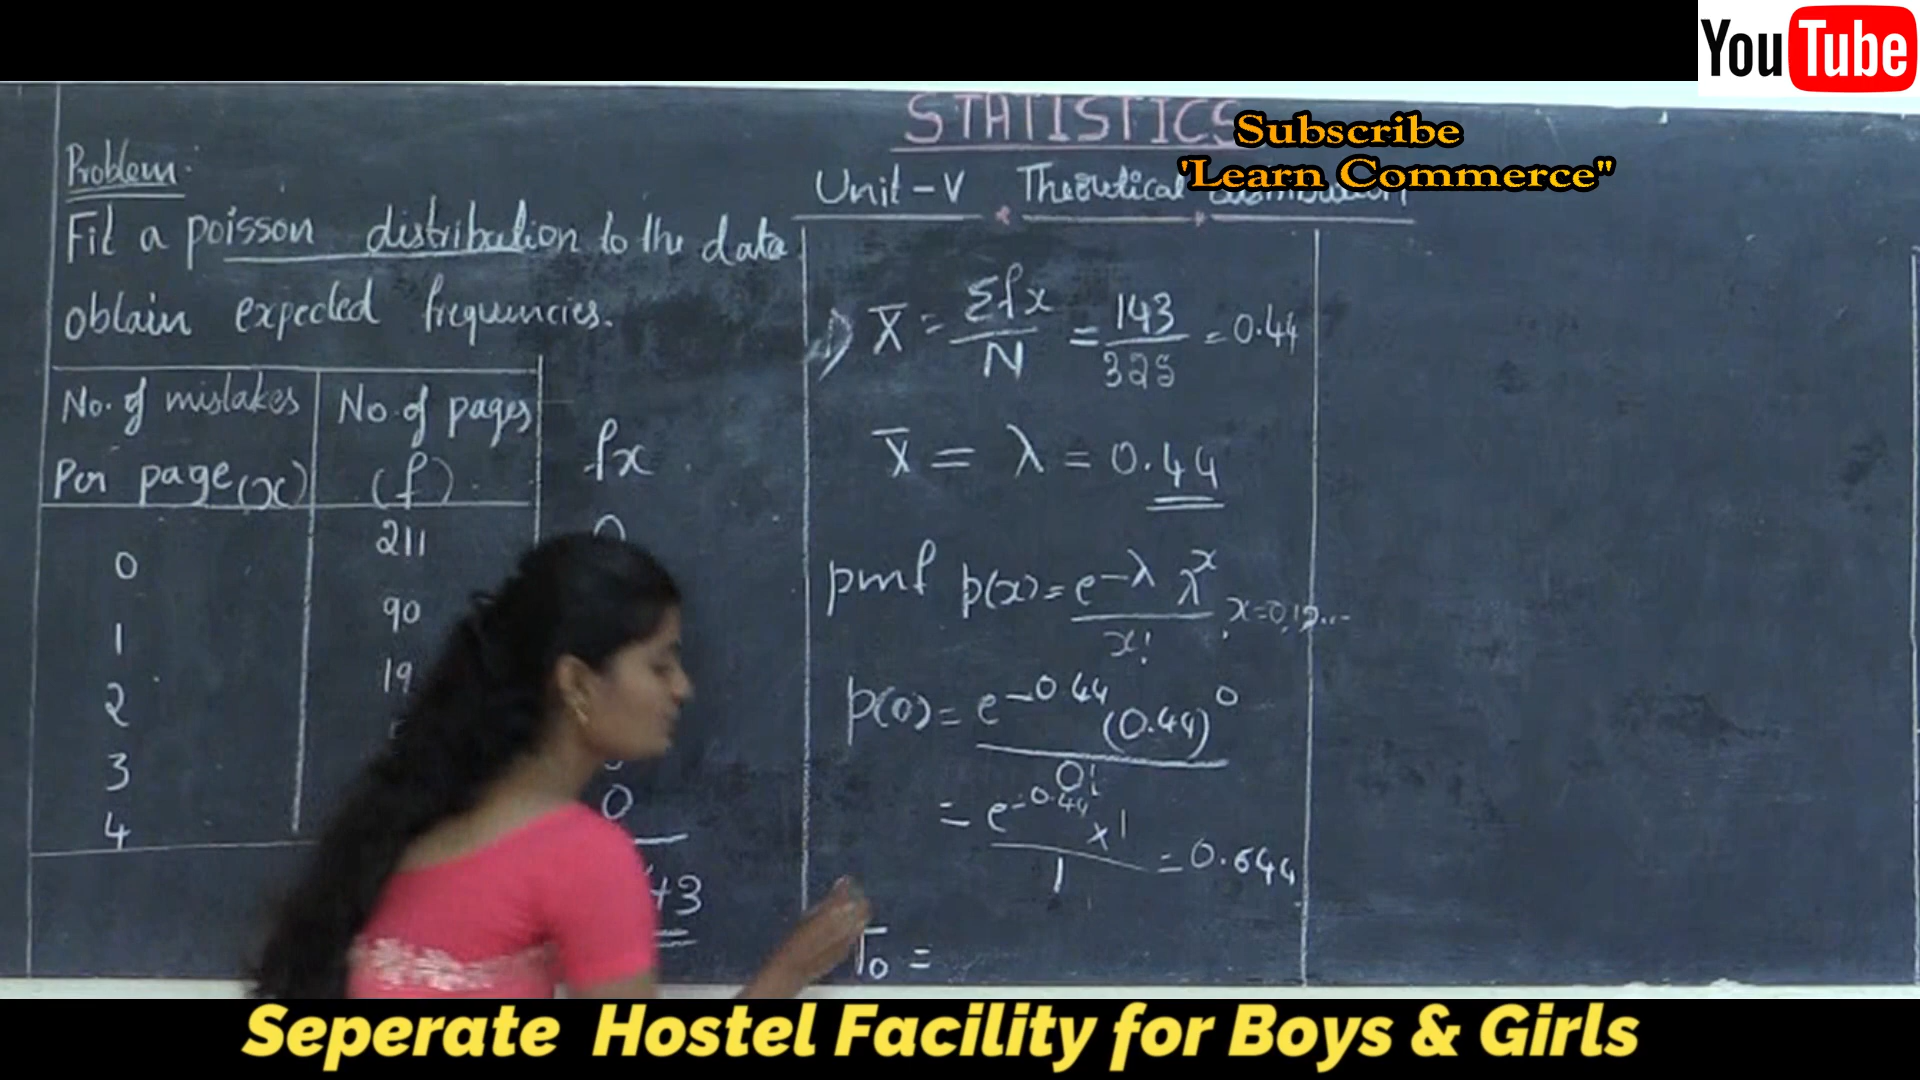 YouTube
STATISTICS
Subscribe
'Learn Commerce"
Unit - V Theoretical
Problem:
Fit a poisson distribution to the data
obtain expected frequencies.
No. of mistakes
Per page (x)
No. of pages
(f)
fx
0 211 0
1 90
2 19
3
4 0
43
1) X̄ = Σfx / N = 143 / 325 = 0.44
X̄ = λ = 0.44
pmf p(x) = e^-λ λ^x / x! , x = 0,1,2...
p(0) = e^-0.44 (0.44)^0 / 0!
= e^-0.44 x 1 / 1 = 0.644
T0 =
Seperate Hostel Facility for Boys & Girls